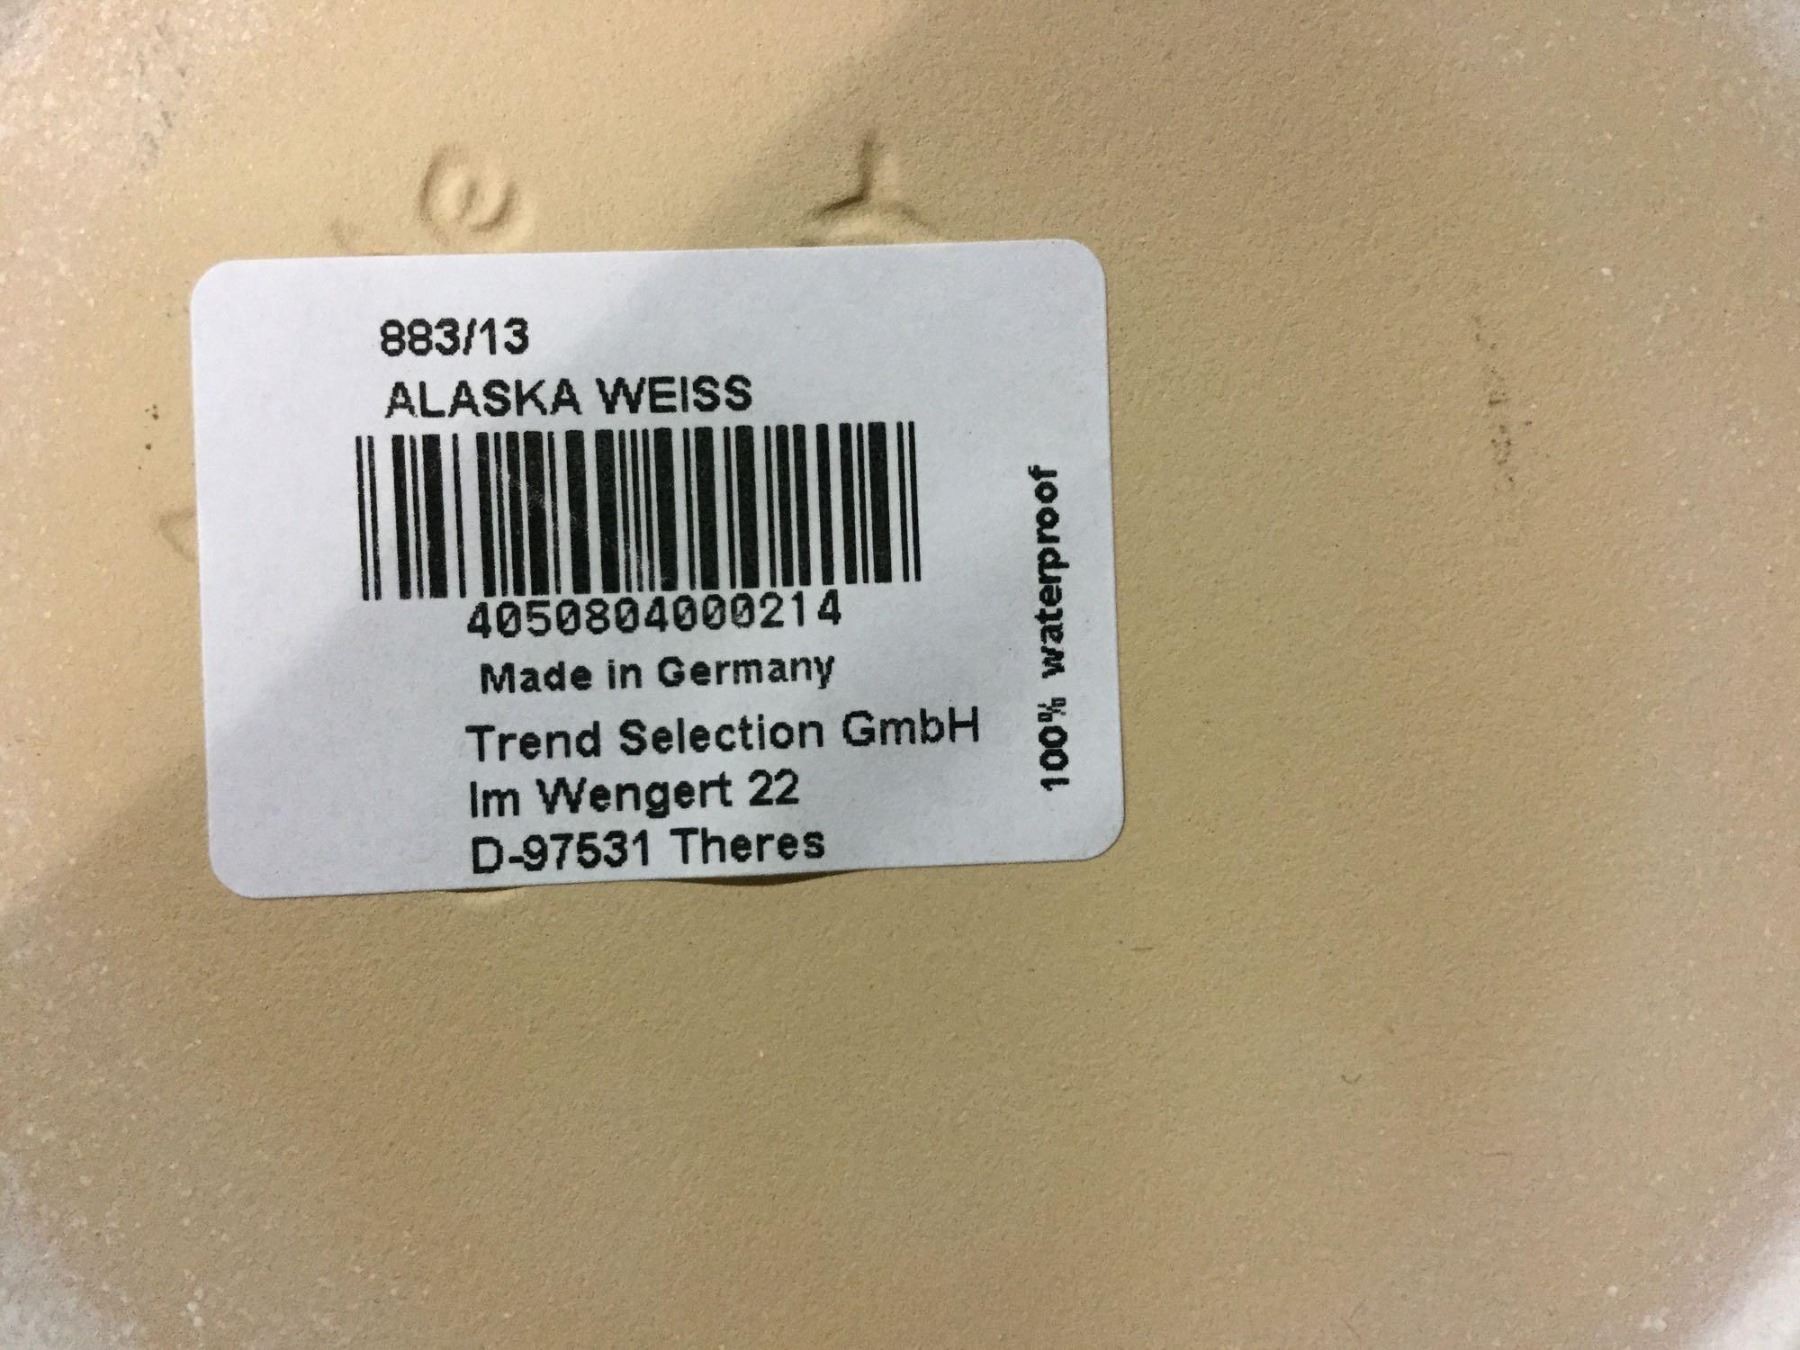 883/13
ALASKA WEISS
4050804000214
Made in Germany
Trend Selection GmbH
Im Wengert 22
D-97531 Theres
100% waterproof